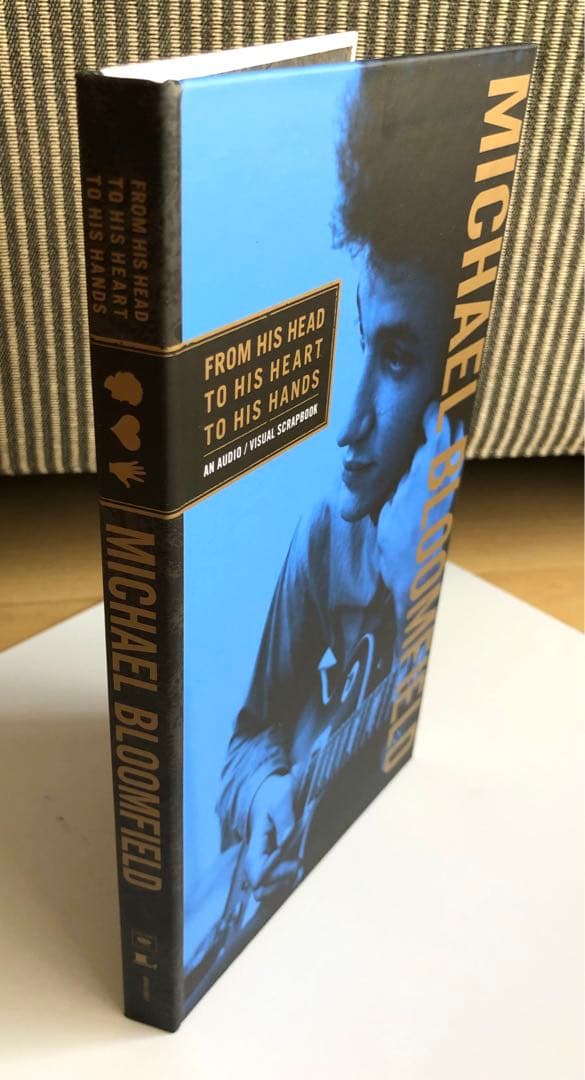 FROM HIS HEAD
TO HIS HEART
TO HIS HANDS
MICHAEL BLOOMFIELD
FROM HIS HEAD
TO HIS HEART
TO HIS HANDS
AN AUDIO / VISUAL SCRAPBOOK
MICHAEL BLOOMFIELD